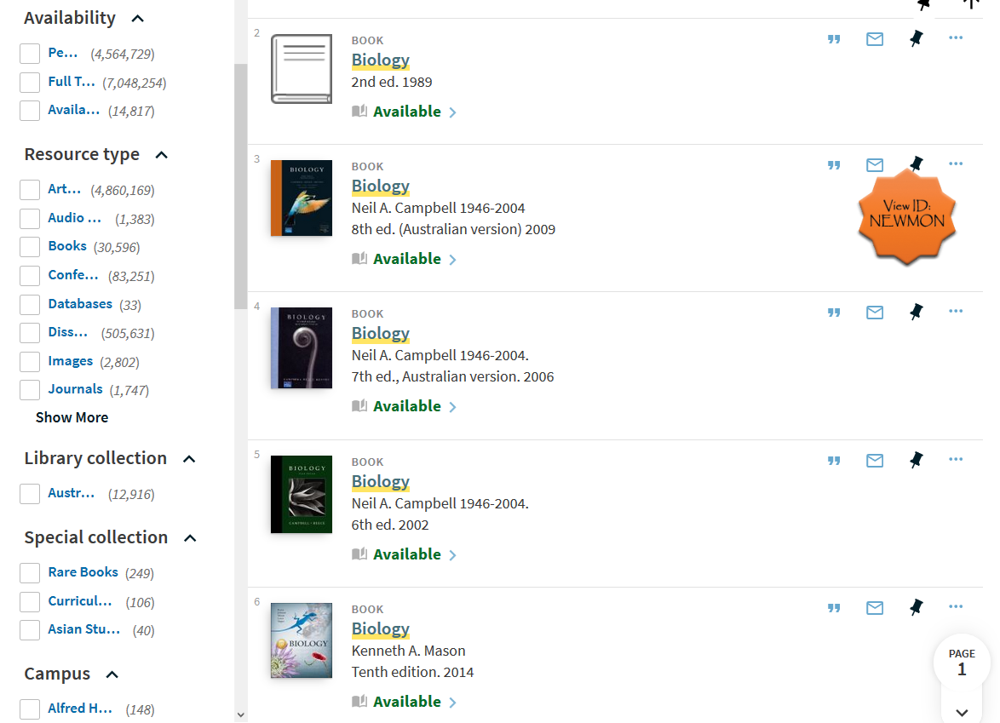 Availability
Pe... (4,564,729)
Full T... (7,048,254)
Availa... (14,817)
Resource type
Art... (4,860,169)
Audio ... (1,383)
Books (30,596)
Confe... (83,251)
Databases (33)
Diss... (505,631)
Images (2,802)
Journals (1,747)
Show More
Library collection
Austr... (12,916)
Special collection
Rare Books (249)
Curricul... (106)
Asian Stu... (40)
Campus
Alfred H... (148)
2
BOOK
Biology
2nd ed. 1989
Available
3
BIOLOGY
BOOK
Biology
Neil A. Campbell 1946-2004
8th ed. (Australian version) 2009
Available
View ID:
NEWMON
4
BIOLOGY
BOOK
Biology
Neil A. Campbell 1946-2004.
7th ed., Australian version. 2006
Available
5
BIOLOGY
CAMPBELL • REECE
BOOK
Biology
Neil A. Campbell 1946-2004.
6th ed. 2002
Available
6
BIOLOGY
BOOK
Biology
Kenneth A. Mason
Tenth edition. 2014
Available
PAGE
1